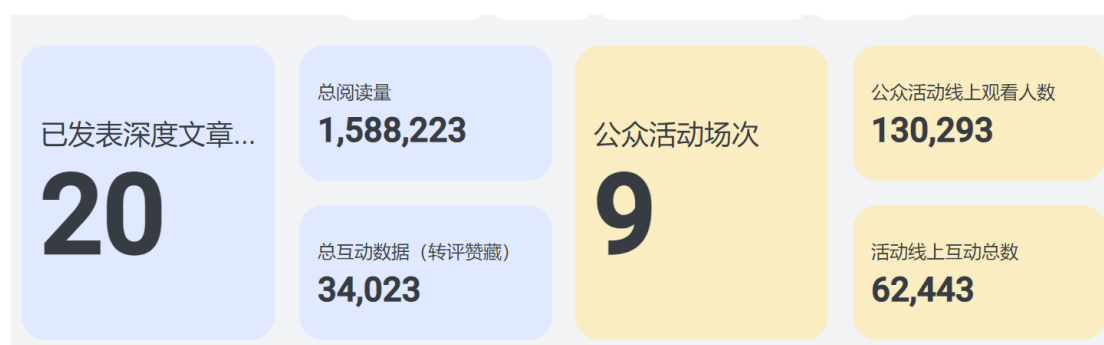 已发表深度文章...
20
总阅读量
1,588,223
总互动数据（转评赞藏）
34,023
公众活动场次
9
公众活动线上观看人数
130,293
活动线上互动总数
62,443